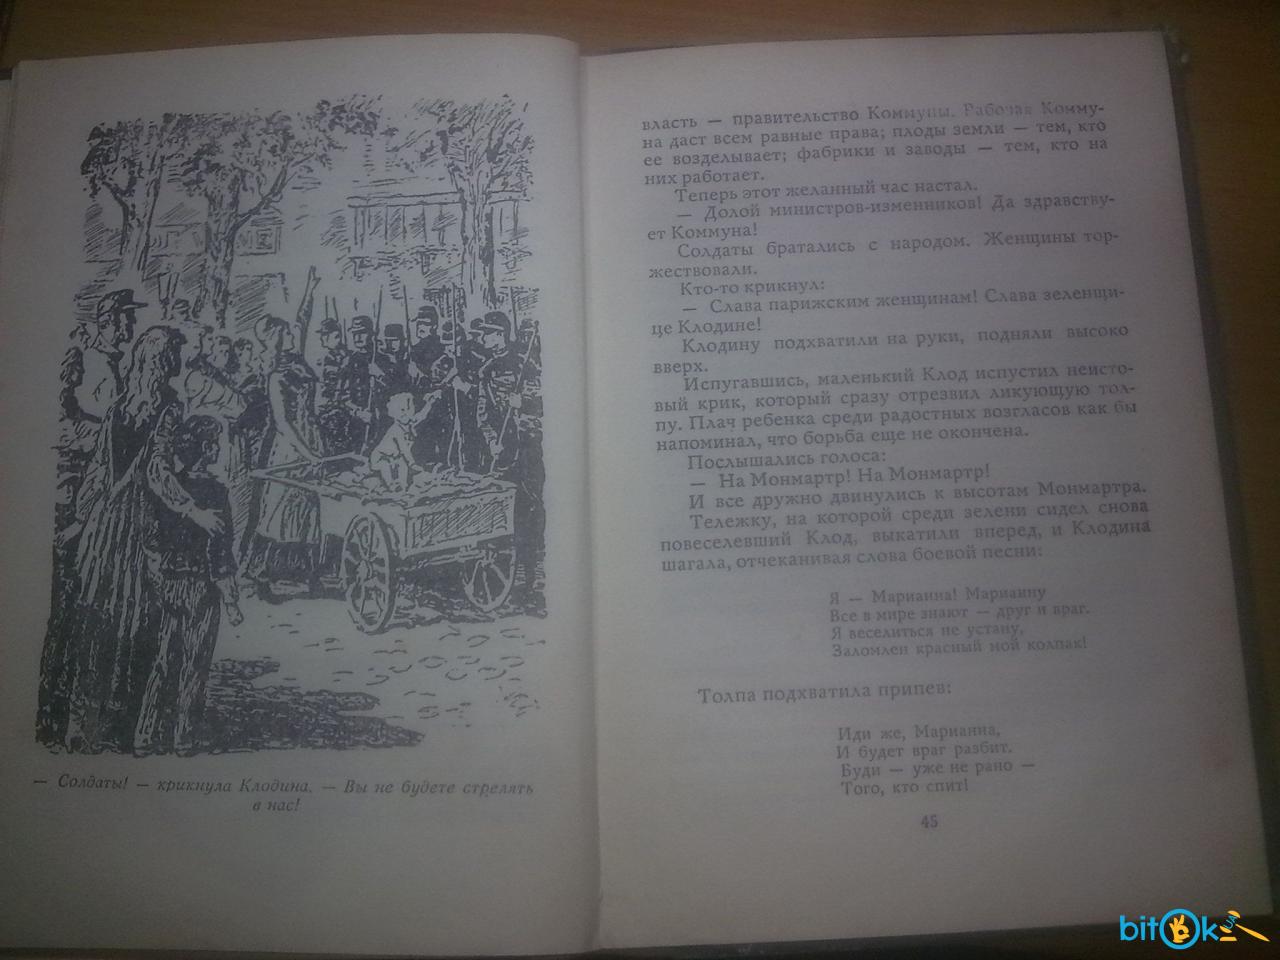 — Солдаты! — крикнула Клодина. — Вы не будете стрелять
в нас!
власть — правительство Коммуны. Рабочая Комму-
на даст всем равные права; плоды земли — тем, кто
ее возделывает; фабрики и заводы — тем, кто на
них работает.
Теперь этот желанный час настал.
— Долой министров-изменников! Да здравству-
ет Коммуна!
Солдаты братались с народом. Женщины тор-
жествовали.
Кто-то крикнул:
— Слава парижским женщинам! Слава зеленщи-
це Клодине!
Клодину подхватили на руки, подняли высоко
вверх.
Испугавшись, маленький Клод испустил неисто-
вый крик, который сразу отрезвил ликующую тол-
пу. Плач ребенка среди радостных возгласов как бы
напоминал, что борьба еще не окончена.
Послышались голоса:
— На Монмартр! На Монмартр!
И все дружно двинулись к высотам Монмартра.
Тележку, на которой среди зелени сидел снова
повеселевший Клод, выкатили вперед, и Клодина
шагала, отчеканивая слова боевой песни:
Я — Марианна! Марианну
Все в мире знают — друг и враг.
Я веселиться не устану,
Заломлен красный мой колпак!
Толпа подхватила припев:
Иди же, Марианна,
И будет враг разбит.
Буди — уже не рано —
Того, кто спит!
45
bitOk
UA